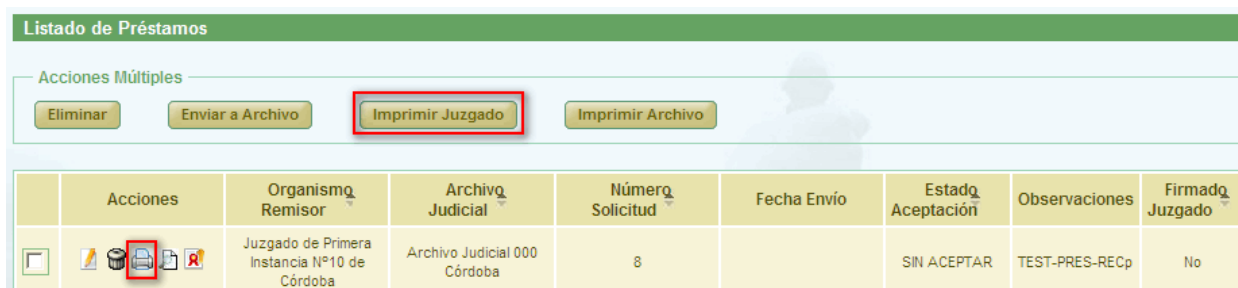 Listado de Préstamos
Acciones Múltiples
Eliminar Enviar a Archivo Imprimir Juzgado Imprimir Archivo
Acciones Organismo Remisor Archivo Judicial Número Solicitud Fecha Envío Estado Aceptación Observaciones Firmado Juzgado
Juzgado de Primera
Instancia Nº10 de
Córdoba
Archivo Judicial 000
Córdoba
8
SIN ACEPTAR
TEST-PRES-RECp
No